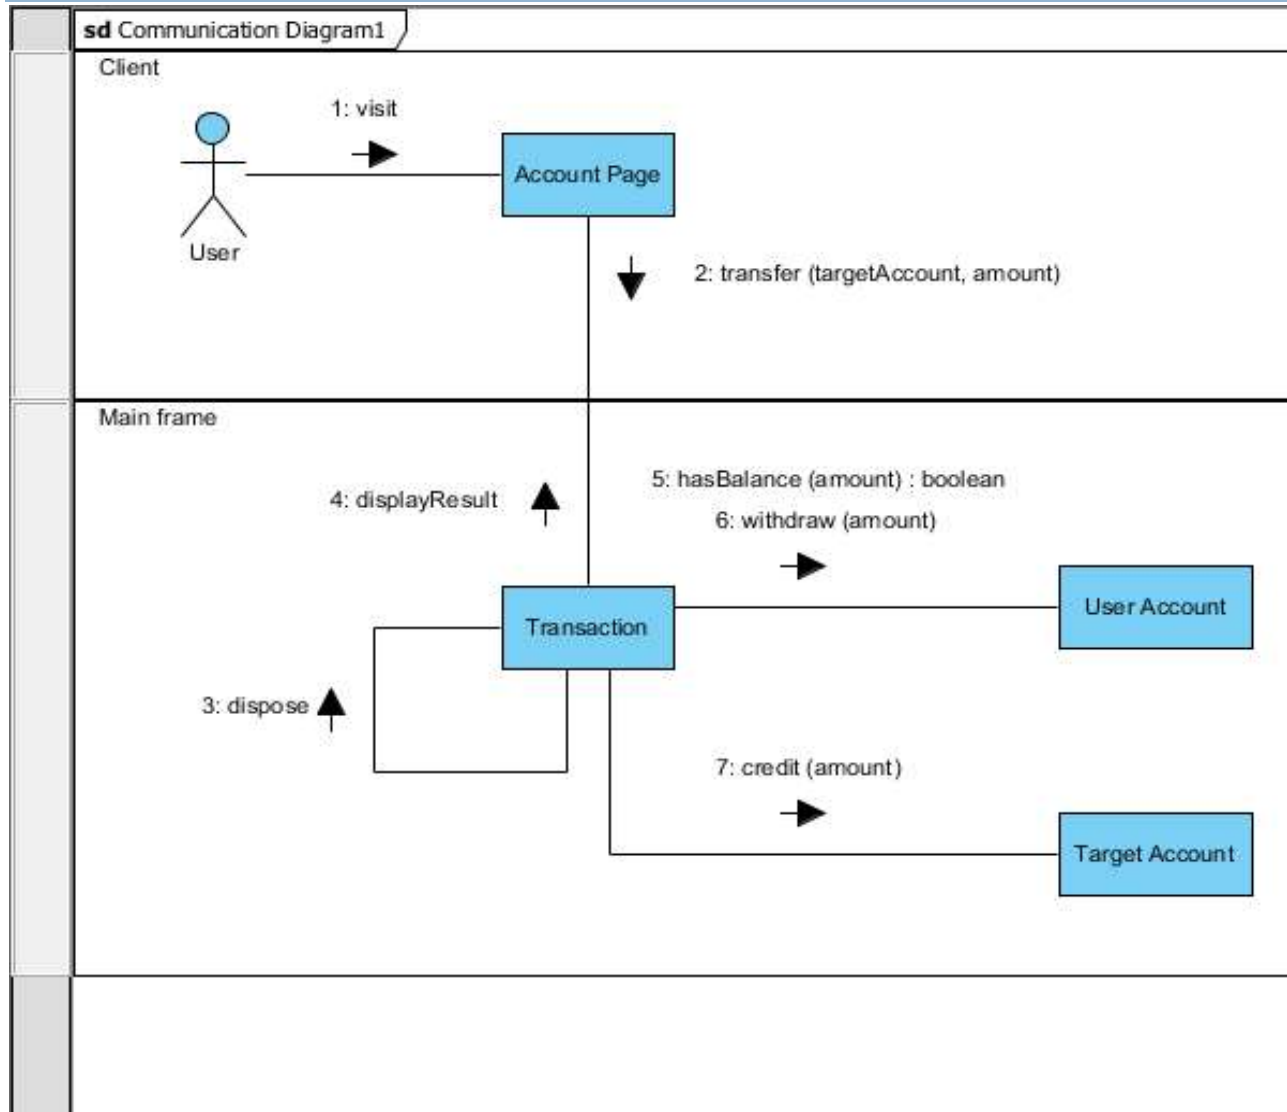 sd Communication Diagram1
Client
1: visit
Account Page
User
2: transfer (targetAccount, amount)
Main frame
5: hasBalance (amount) : boolean
4: displayResult
6: withdraw (amount)
User Account
Transaction
3: dispose
7: credit (amount)
Target Account